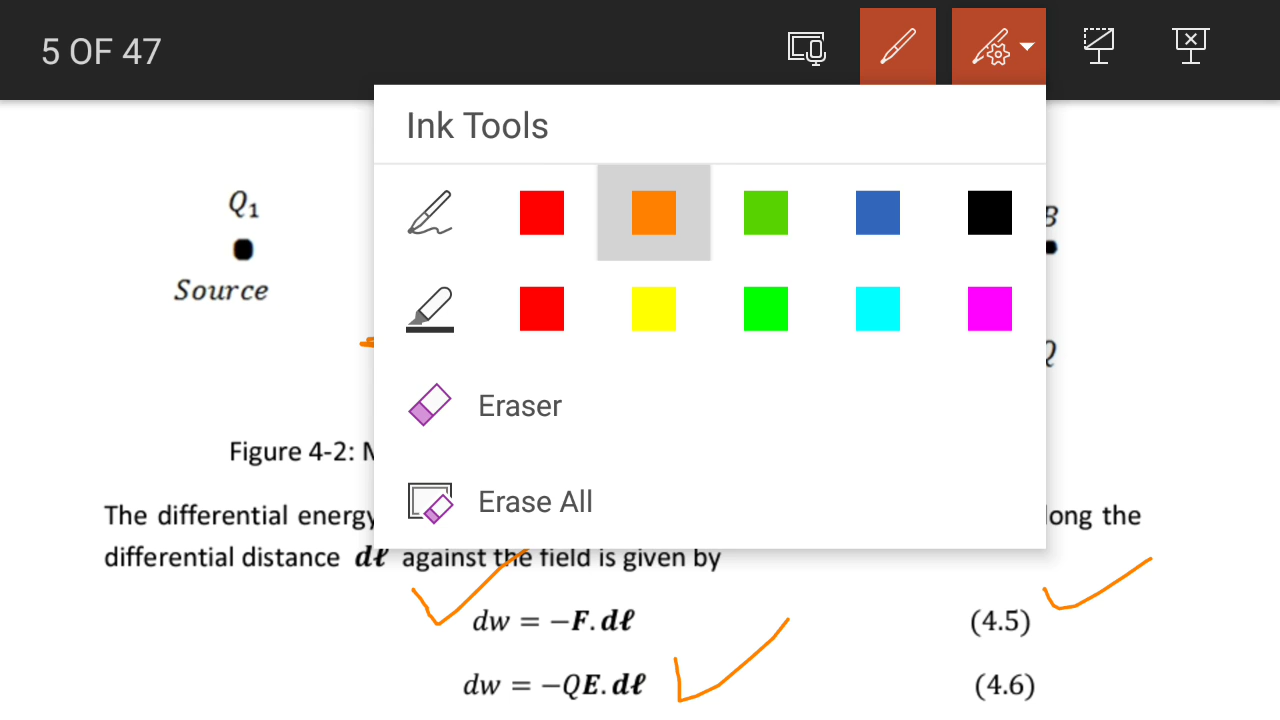 5 OF 47
Ink Tools
Q₁
B
Source
Q
Eraser
Figure 4-2:
Erase All
The differential energy ong the
differential distance dℓ against the field is given by
dw = −F. dℓ (4.5)
dw = −QE. dℓ (4.6)